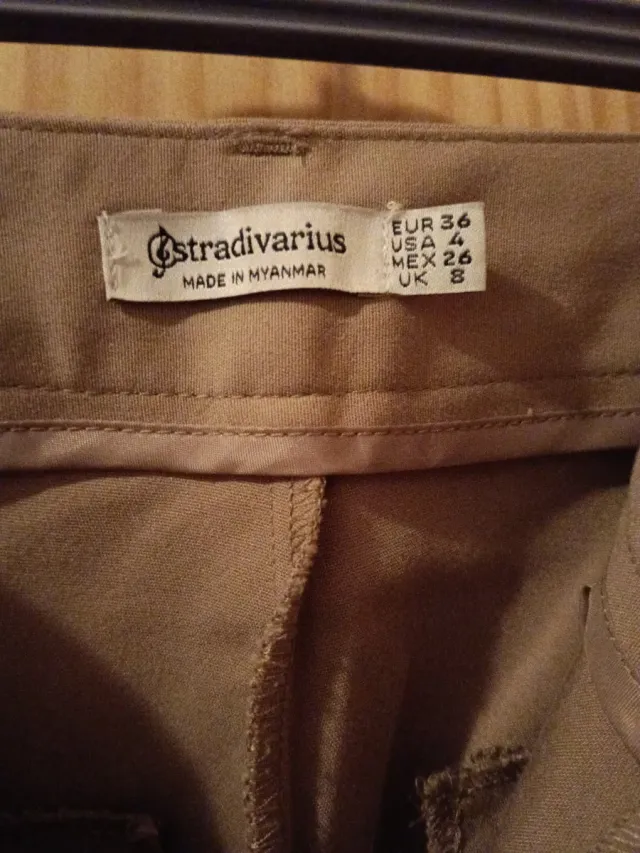 stradivarius
MADE IN MYANMAR
EUR 36
USA 4
MEX 26
UK 8